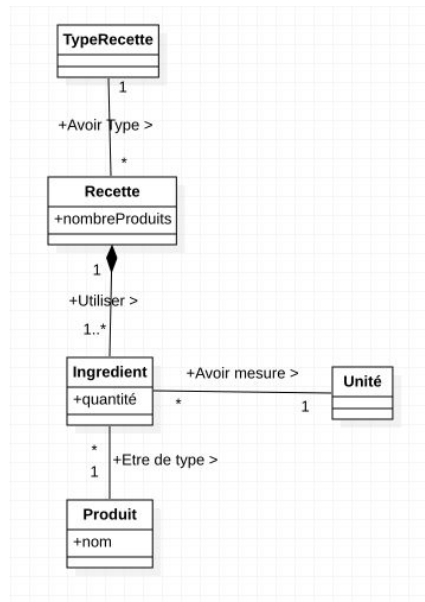 TypeRecette
1
+Avoir Type >
*
Recette
+nombreProduits
1
+Utiliser >
1..*
Ingredient
+quantité
+Avoir mesure >
*
1
Unité
*
+Etre de type >
1
Produit
+nom